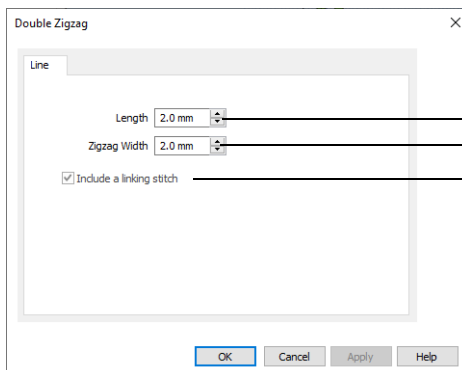 Double Zigzag
Line
Length 2.0 mm
Zigzag Width 2.0 mm
Include a linking stitch
OK Cancel Apply Help